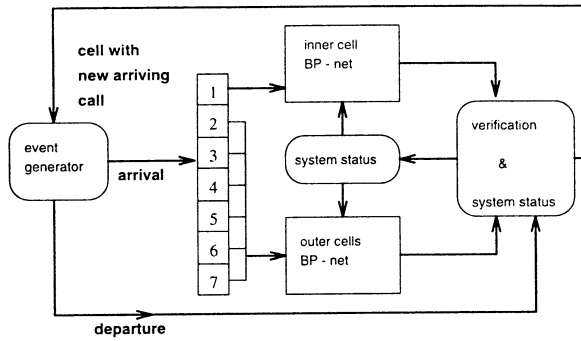 cell with
new arriving
call
event
generator
arrival
departure
1
2
3
4
5
6
7
inner cell
BP - net
system status
outer cells
BP - net
verification
&
system status